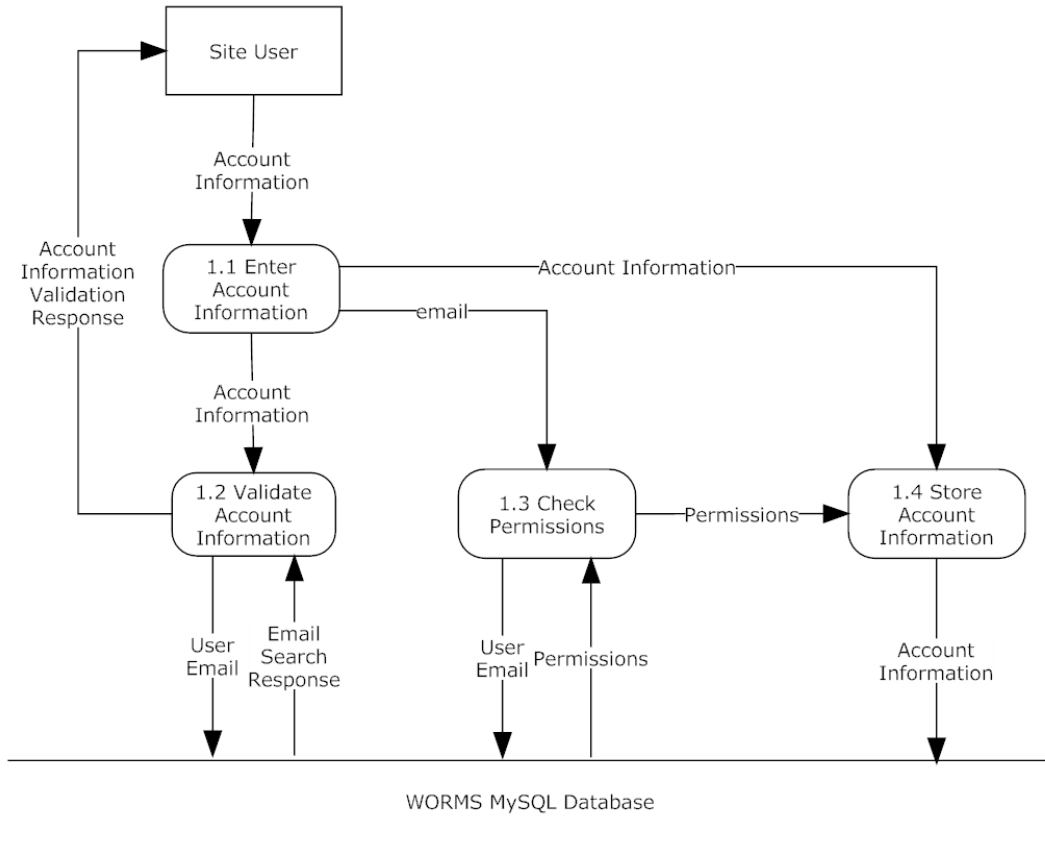 Site User
Account
Information
Account
Information
Validation
Response
1.1 Enter
Account
Information
Account Information
email
Account
Information
1.2 Validate
Account
Information
1.3 Check
Permissions
Permissions
1.4 Store
Account
Information
User
Email
Email
Search
Response
User
Email
Permissions
Account
Information
WORMS MySQL Database